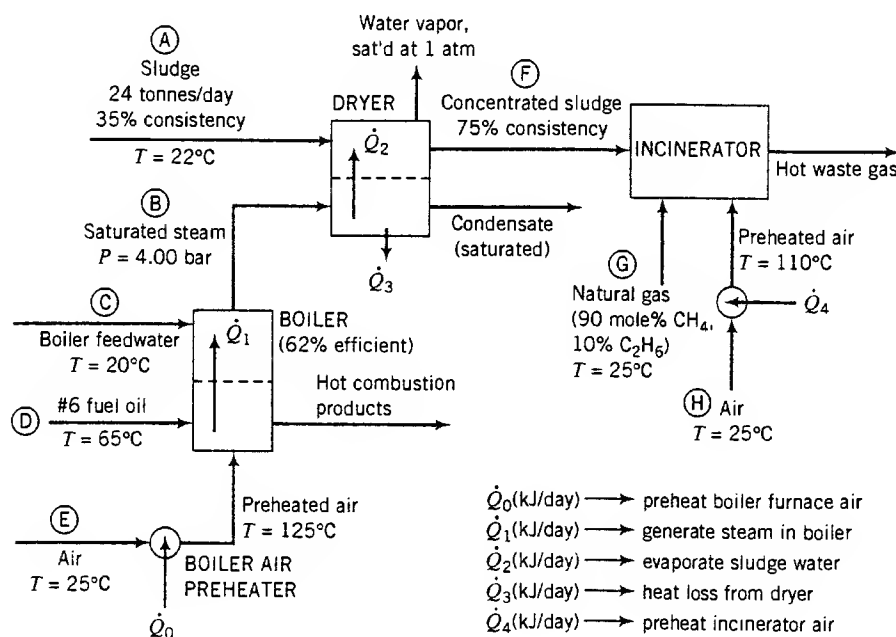 Water vapor,
sat'd at 1 atm
A
Sludge
24 tonnes/day
35% consistency
T = 22°C
DRYER
Q̇₂
F
Concentrated sludge
75% consistency
INCINERATOR
Hot waste gas
B
Saturated steam
P = 4.00 bar
Condensate
(saturated)
Q̇₃
Preheated air
T = 110°C
G
Natural gas
(90 mole% CH₄,
10% C₂H₆)
T = 25°C
Q̇₄
C
Boiler feedwater
T = 20°C
Q̇₁
BOILER
(62% efficient)
Hot combustion
products
D
#6 fuel oil
T = 65°C
H
Air
T = 25°C
E
Air
T = 25°C
Preheated air
T = 125°C
BOILER AIR
PREHEATER
Q̇₀
Q̇₀(kJ/day) → preheat boiler furnace air
Q̇₁(kJ/day) → generate steam in boiler
Q̇₂(kJ/day) → evaporate sludge water
Q̇₃(kJ/day) → heat loss from dryer
Q̇₄(kJ/day) → preheat incinerator air